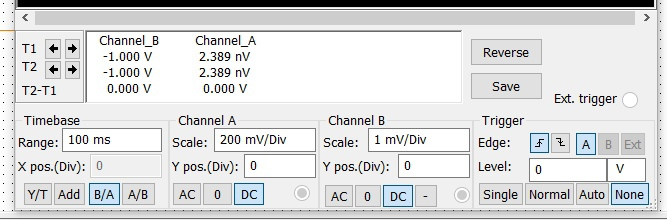 T1 Channel_B Channel_A Reverse
-1.000 V 2.389 nV
T2 -1.000 V 2.389 nV
T2-T1 0.000 V 0.000 V Save
Ext. trigger
Timebase Channel A Channel B Trigger
Range: 100 ms Scale: 200 mV/Div Scale: 1 mV/Div Edge: A B Ext
X pos.(Div): 0 Y pos.(Div): 0 Y pos.(Div): 0 Level: 0 V
Y/T Add B/A A/B AC 0 DC AC 0 DC - Single Normal Auto None